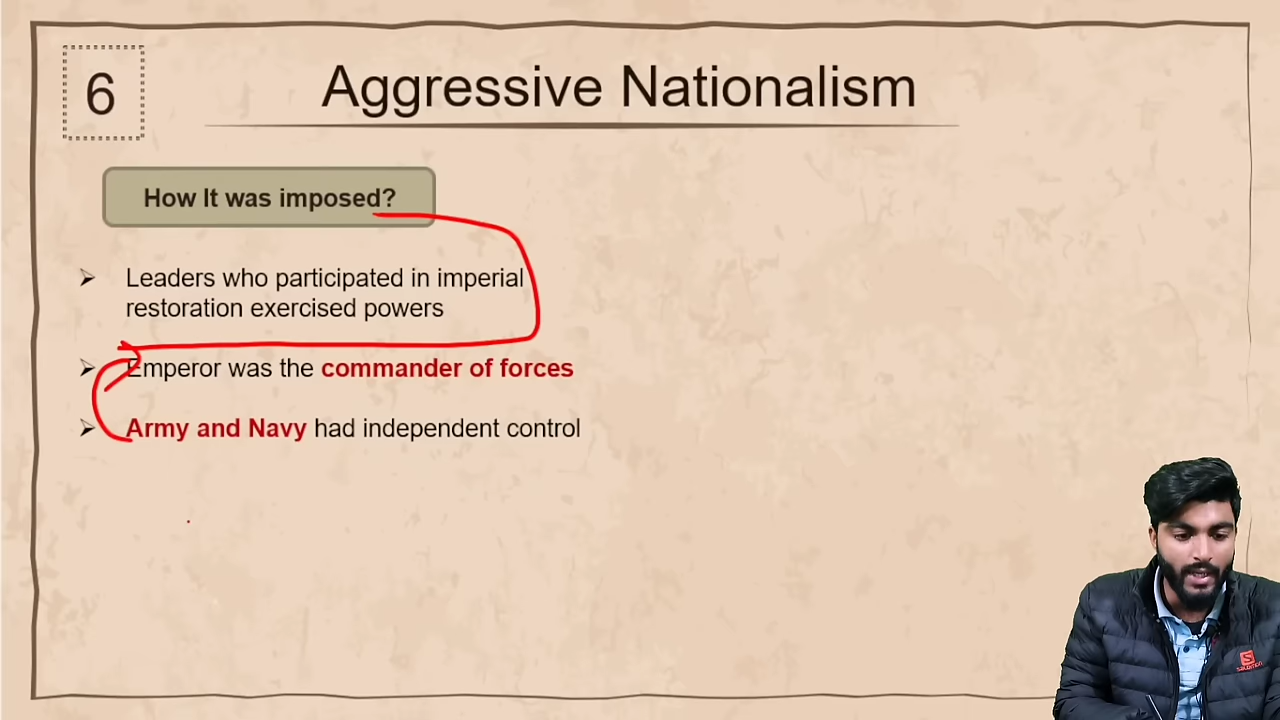 6
Aggressive Nationalism
How It was imposed?
Leaders who participated in imperial
restoration exercised powers
Emperor was the commander of forces
Army and Navy had independent control
salomon